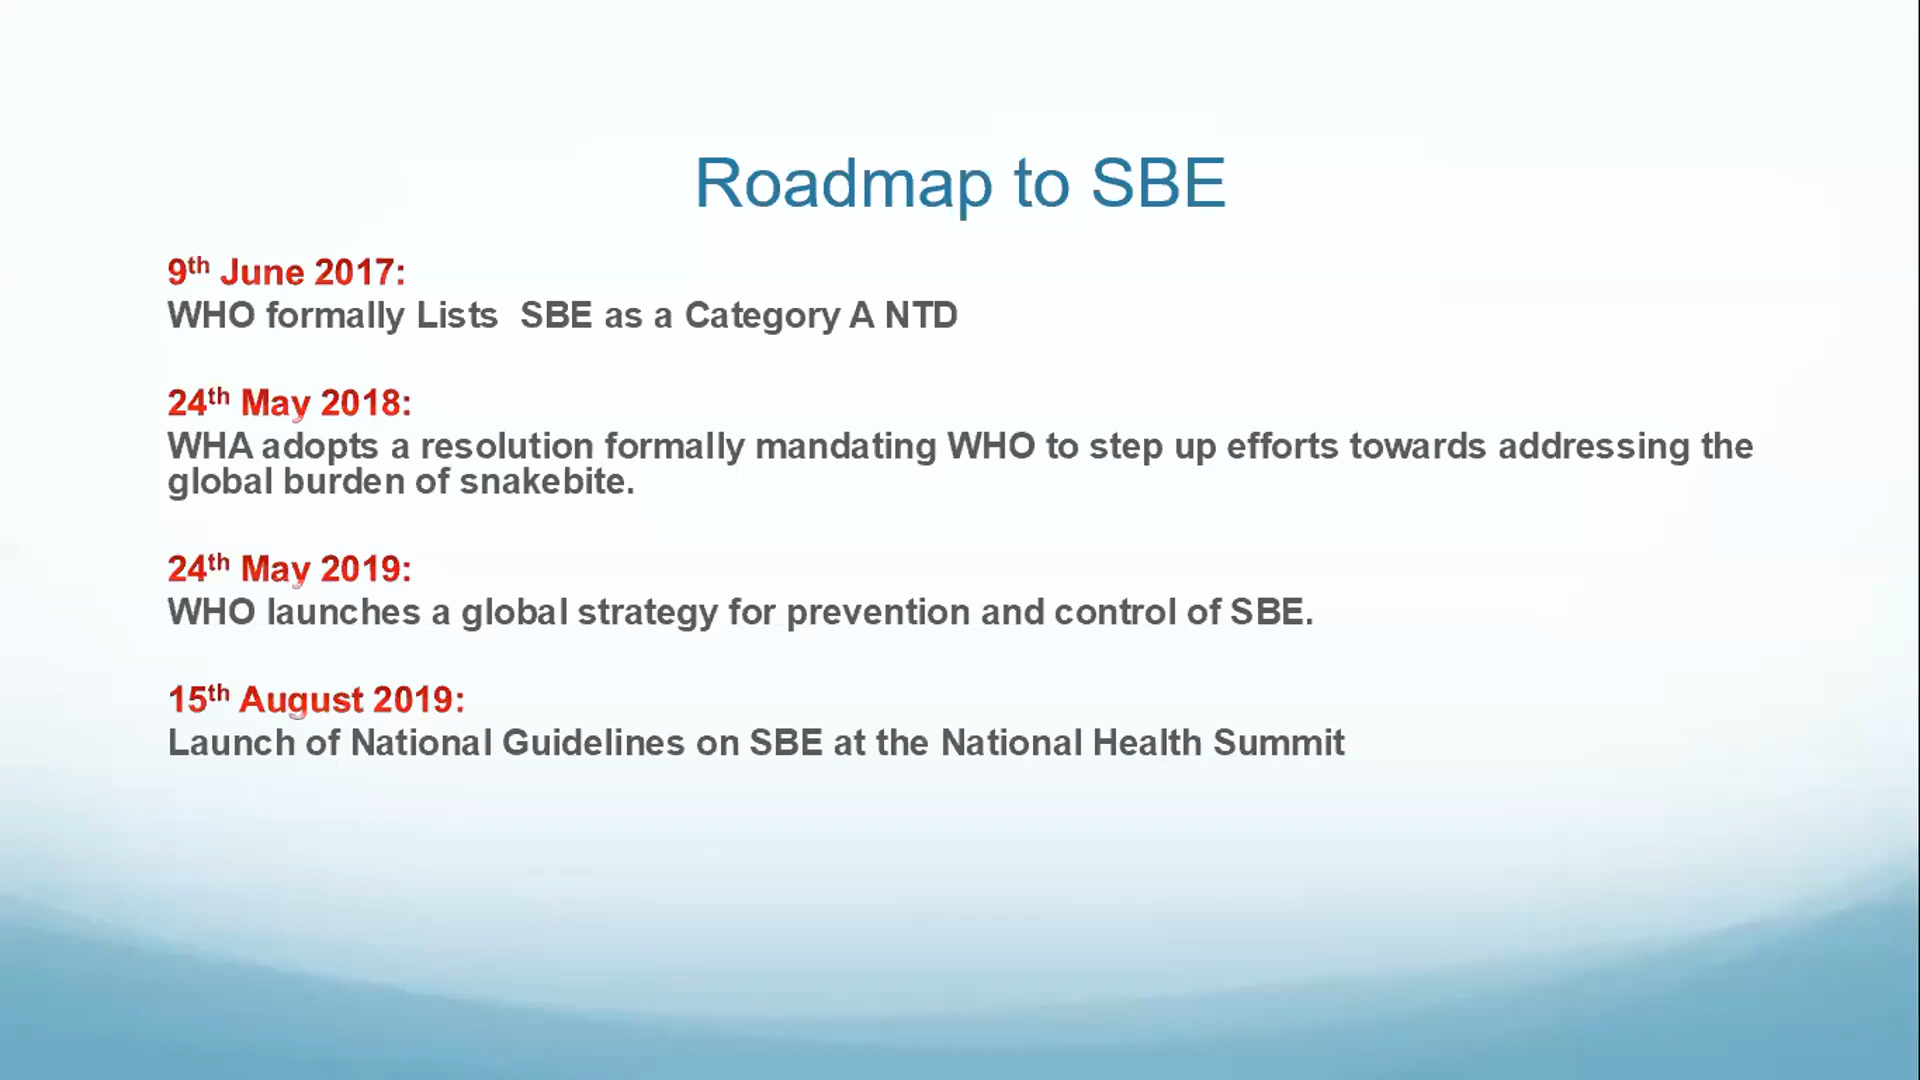 Roadmap to SBE
9th June 2017:
WHO formally Lists  SBE as a Category A NTD
24th May 2018:
WHA adopts a resolution formally mandating WHO to step up efforts towards addressing the
global burden of snakebite.
24th May 2019:
WHO launches a global strategy for prevention and control of SBE.
15th August 2019:
Launch of National Guidelines on SBE at the National Health Summit